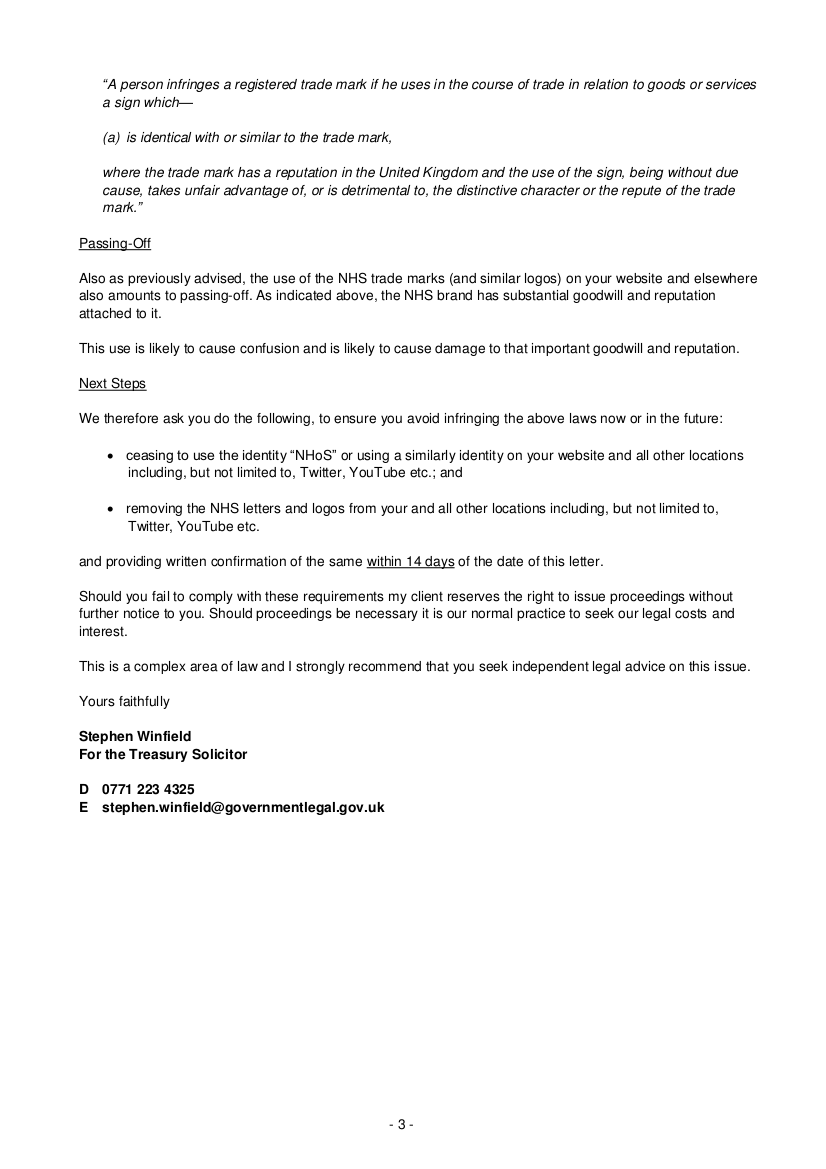 “A person infringes a registered trade mark if he uses in the course of trade in relation to goods or services
a sign which—
(a) is identical with or similar to the trade mark,
where the trade mark has a reputation in the United Kingdom and the use of the sign, being without due
cause, takes unfair advantage of, or is detrimental to, the distinctive character or the repute of the trade
mark.”
Passing-Off
Also as previously advised, the use of the NHS trade marks (and similar logos) on your website and elsewhere
also amounts to passing-off. As indicated above, the NHS brand has substantial goodwill and reputation
attached to it.
This use is likely to cause confusion and is likely to cause damage to that important goodwill and reputation.
Next Steps
We therefore ask you do the following, to ensure you avoid infringing the above laws now or in the future:
• ceasing to use the identity “NHoS” or using a similarly identity on your website and all other locations
including, but not limited to, Twitter, YouTube etc.; and
• removing the NHS letters and logos from your and all other locations including, but not limited to,
Twitter, YouTube etc.
and providing written confirmation of the same within 14 days of the date of this letter.
Should you fail to comply with these requirements my client reserves the right to issue proceedings without
further notice to you. Should proceedings be necessary it is our normal practice to seek our legal costs and
interest.
This is a complex area of law and I strongly recommend that you seek independent legal advice on this issue.
Yours faithfully
Stephen Winfield
For the Treasury Solicitor
D 0771 223 4325
E stephen.winfield@governmentlegal.gov.uk
- 3 -